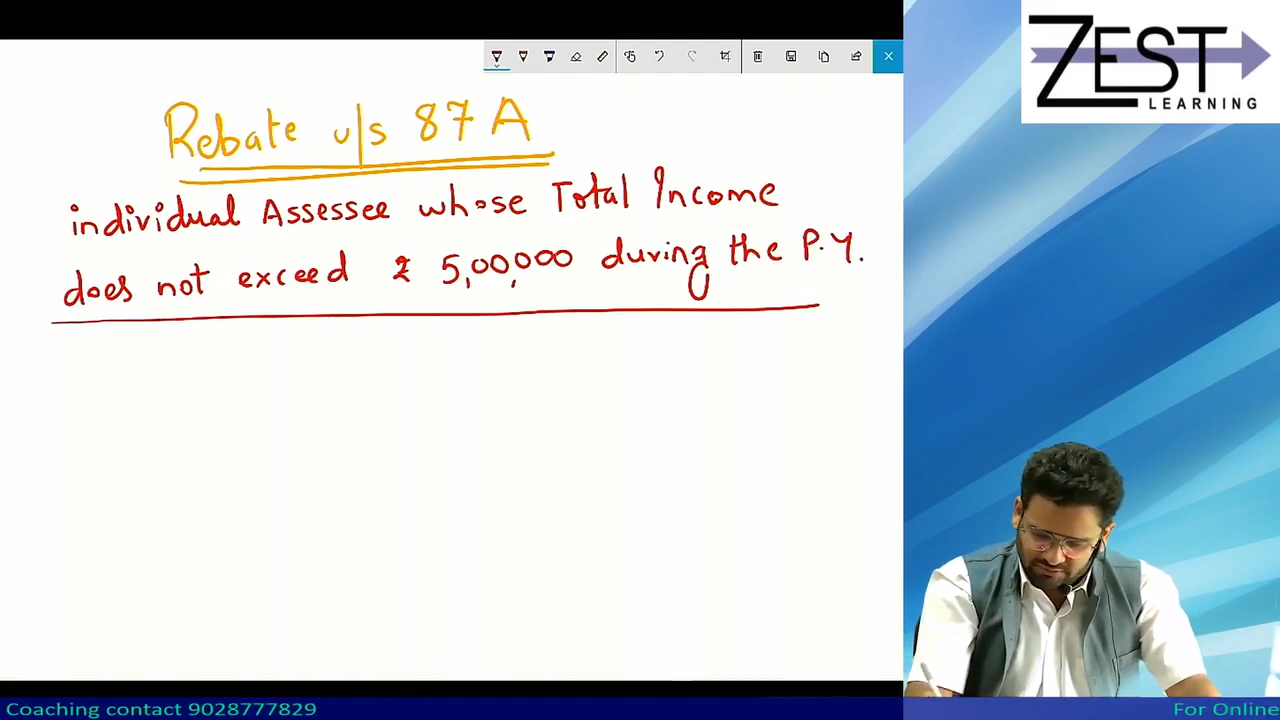 ZEST
LEARNING
Rebate u/s 87 A
individual Assessee whose Total Income
does not exceed ₹ 5,00,000 during the P.Y.
Coaching contact 9028777829
For Online